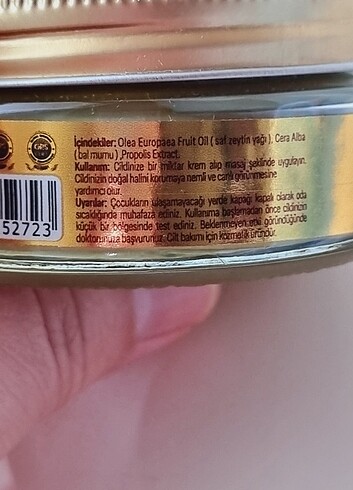 İçindekiler: Olea Europaea Fruit Oil ( saf zeytin yağı ), Cera Alba
( bal mumu ) ,Propolis Extract.
Kullanım: Cildinize bir miktar krem alıp masaj şeklinde uygulayın.
Cildinizin doğal halini korumaya nemli ve canlı görünmesine
yardımcı olur.
Uyarılar: Çocukların ulaşamayacağı yerde kapağı kapalı olarak oda
sıcaklığında muhafaza ediniz. Kullanıma başlamadan önce cildinizin
küçük bir bölgesinde test ediniz. Beklenmeyen etki göründüğünde
doktorunuza başvurunuz. Cilt bakımı için kozmetik üründür.
52723